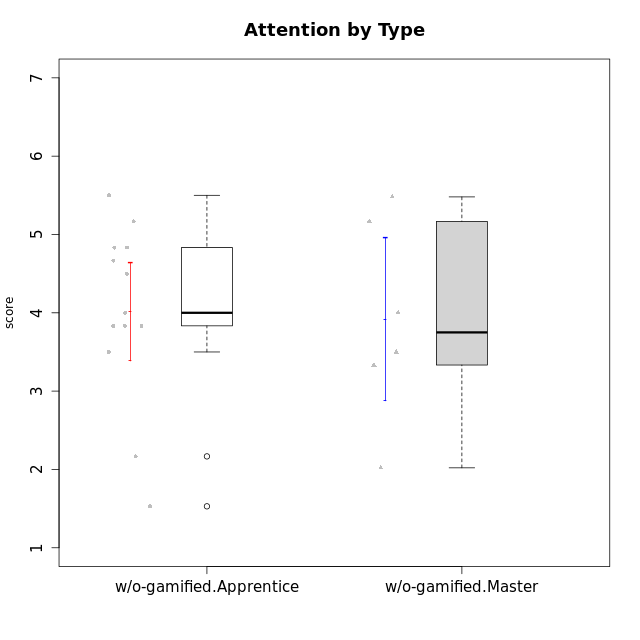 Attention by Type
score
7
6
5
4
3
2
1
w/o-gamified.Apprentice
w/o-gamified.Master